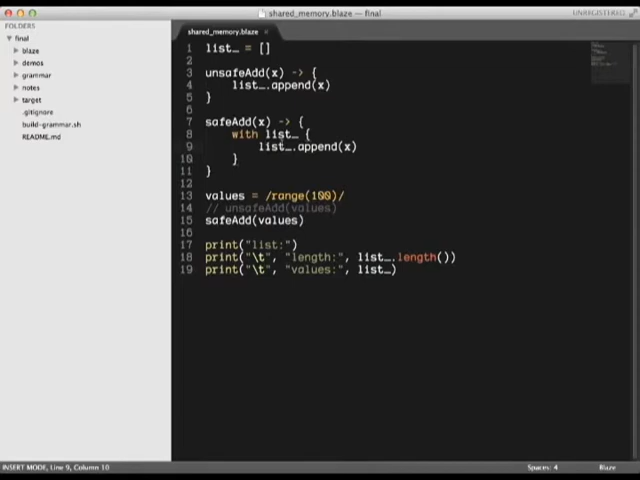 shared_memory.blaze — final
UNREGISTERED
FOLDERS
final
blaze
demos
grammar
notes
target
.gitignore
build-grammar.sh
README.md
shared_memory.blaze ×
1 list_ = []
2
3 unsafeAdd(x) -> {
4 list_.append(x)
5 }
6
7 safeAdd(x) -> {
8 with list_ {
9 list_.append(x)
10 }
11 }
12
13 values = /range(100)/
14 // unsafeAdd(values)
15 safeAdd(values)
16
17 print("list:")
18 print("\t", "length:", list_.length())
19 print("\t", "values:", list_)
INSERT MODE, Line 9, Column 10
Spaces: 4
Blaze